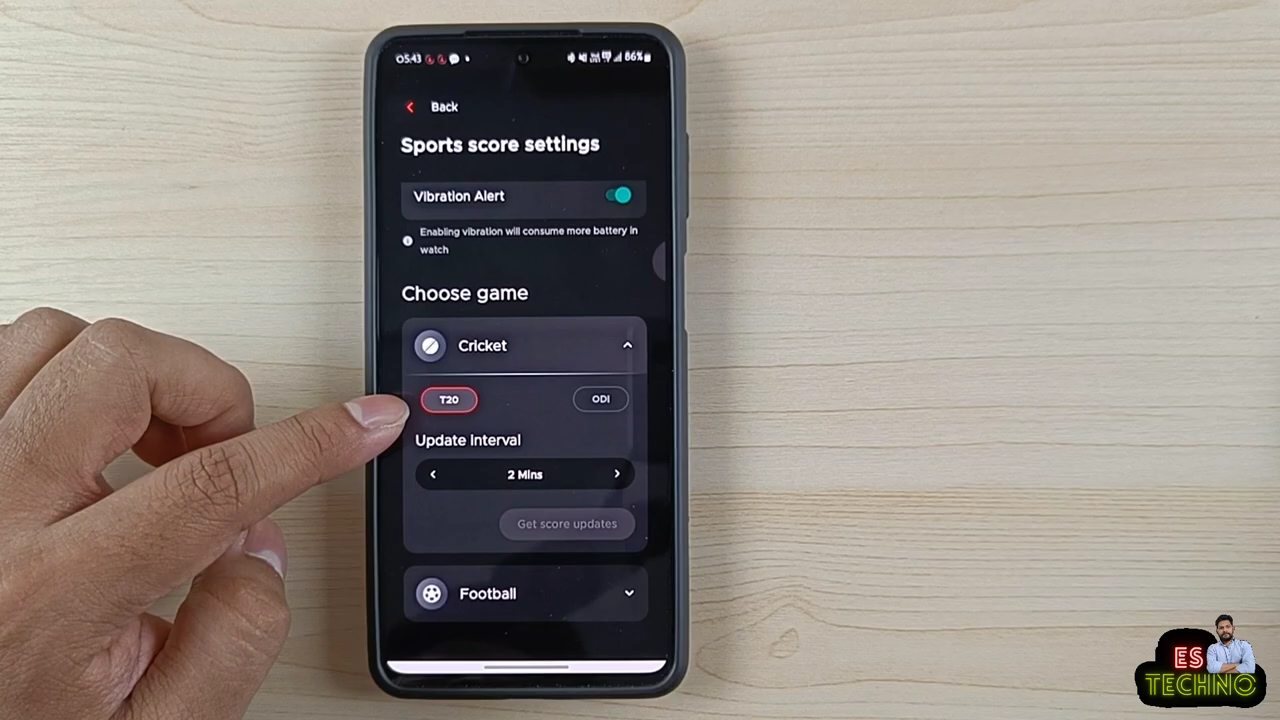 05:43
86%
Back
Sports score settings
Vibration Alert
Enabling vibration will consume more battery in
watch
Choose game
Cricket
T20
ODI
Update interval
2 Mins
Get score updates
Football
ES
TECHNO